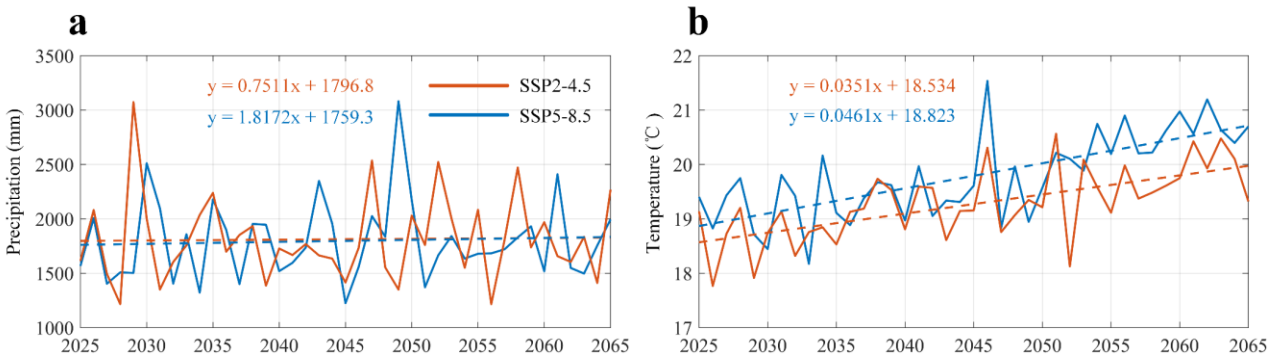 a
Precipitation (mm)
3500
3000
2500
2000
1500
1000
y = 0.7511x + 1796.8
y = 1.8172x + 1759.3
SSP2-4.5
SSP5-8.5
2025 2030 2035 2040 2045 2050 2055 2060 2065
b
Temperature (℃)
22
21
20
19
18
17
y = 0.0351x + 18.534
y = 0.0461x + 18.823
2025 2030 2035 2040 2045 2050 2055 2060 2065